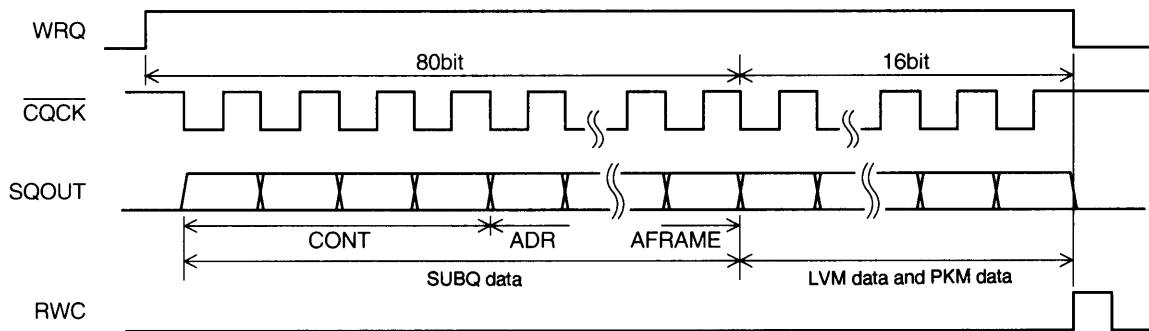 WRQ
80bit 16bit
CQCK
SQOUT
CONT ADR AFRAME
SUBQ data LVM data and PKM data
RWC